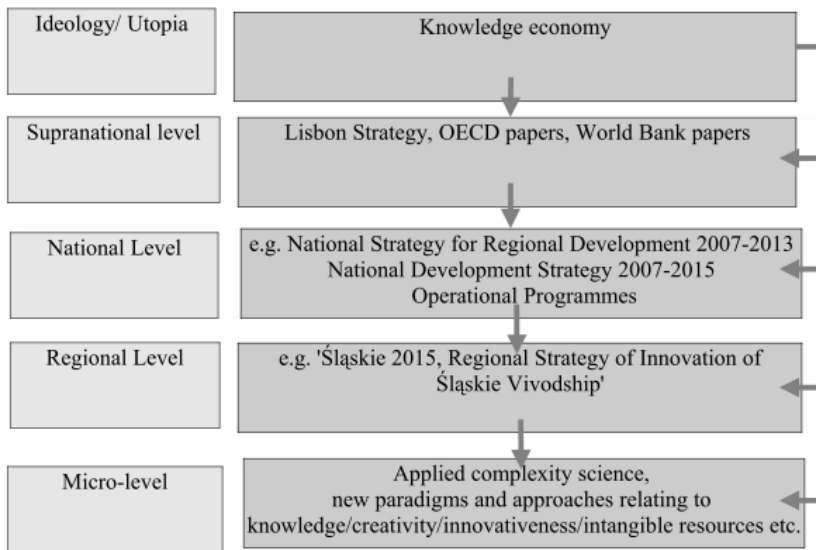 Ideology/ Utopia
Knowledge economy
Supranational level
Lisbon Strategy, OECD papers, World Bank papers
National Level
e.g. National Strategy for Regional Development 2007-2013
National Development Strategy 2007-2015
Operational Programmes
Regional Level
e.g. 'Śląskie 2015, Regional Strategy of Innovation of
Śląskie Vivodship'
Micro-level
Applied complexity science,
new paradigms and approaches relating to
knowledge/creativity/innovativeness/intangible resources etc.